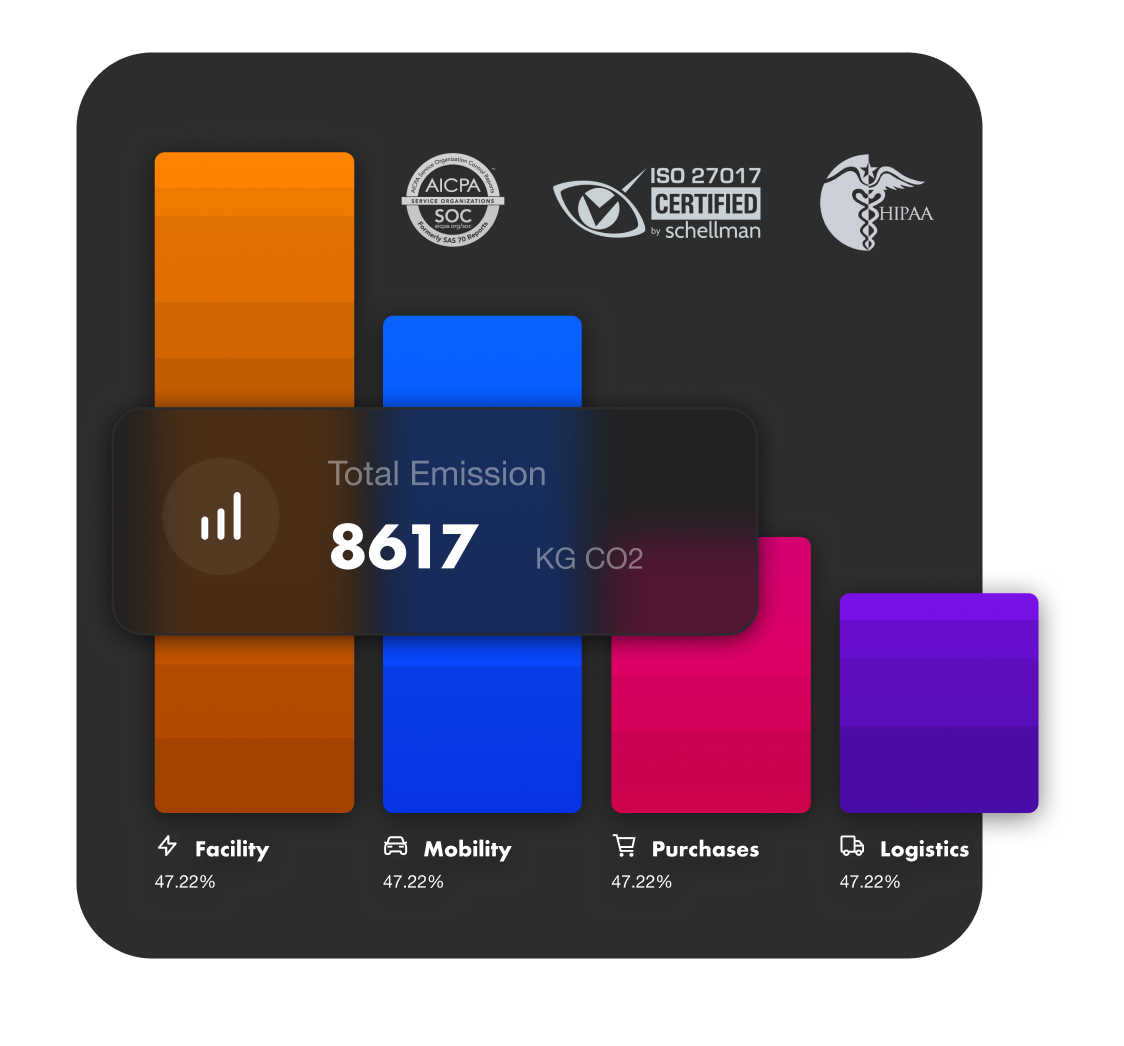 AICPA Service Organization Control Reports
AICPA
SERVICE ORGANIZATIONS
SOC
aicpa.org/soc
Formerly SAS 70 Reports
ISO 27017
CERTIFIED
by schellman
HIPAA
Total Emission
8617 KG CO2
Facility Mobility Purchases Logistics
47.22% 47.22% 47.22% 47.22%